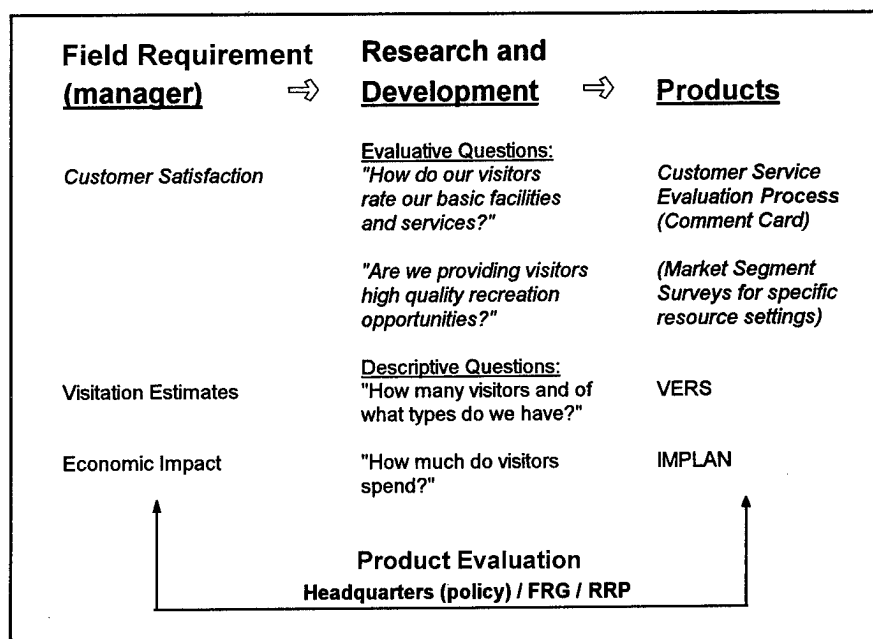 Field Requirement
(manager)
⇨
Research and
Development
⇨
Products
Customer Satisfaction
Evaluative Questions:
"How do our visitors
rate our basic facilities
and services?"
Customer Service
Evaluation Process
(Comment Card)
"Are we providing visitors
high quality recreation
opportunities?"
(Market Segment
Surveys for specific
resource settings)
Visitation Estimates
Descriptive Questions:
"How many visitors and of
what types do we have?"
VERS
Economic Impact
"How much do visitors
spend?"
IMPLAN
Product Evaluation
Headquarters (policy) / FRG / RRP